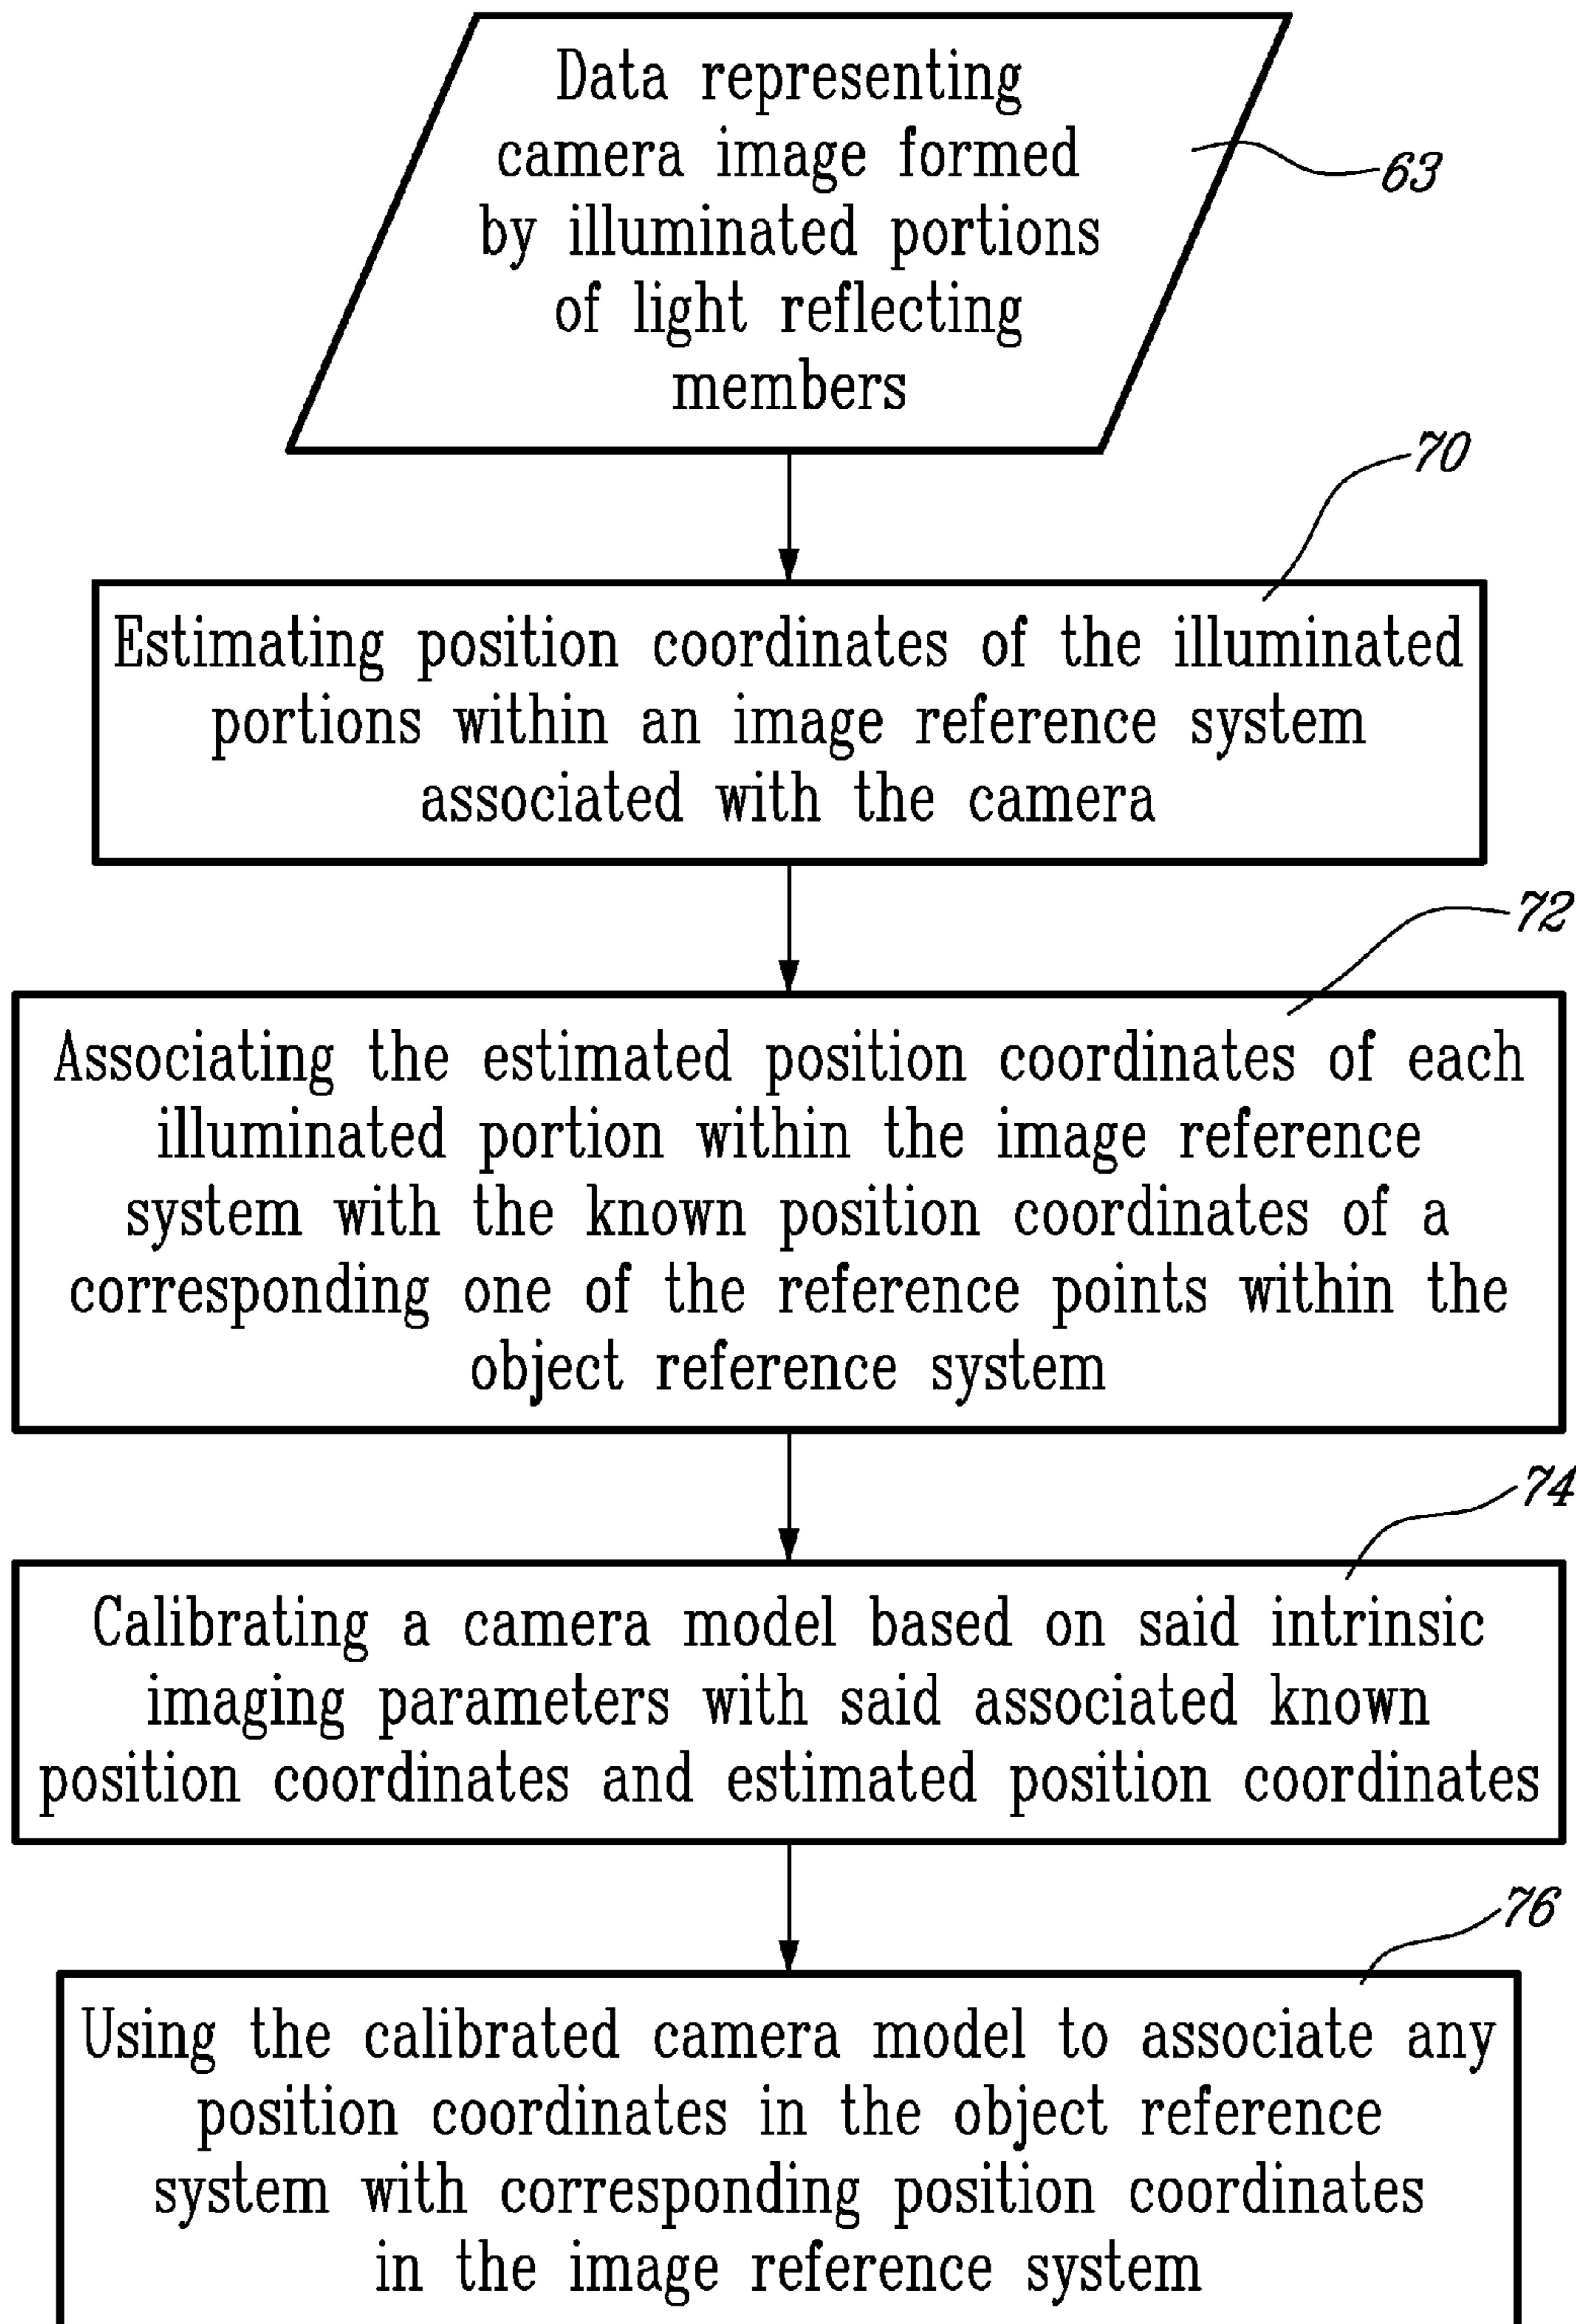 Data representing
camera image formed
by illuminated portions
of light reflecting
members
63
70
Estimating position coordinates of the illuminated
portions within an image reference system
associated with the camera
72
Associating the estimated position coordinates of each
illuminated portion within the image reference
system with the known position coordinates of a
corresponding one of the reference points within the
object reference system
74
Calibrating a camera model based on said intrinsic
imaging parameters with said associated known
position coordinates and estimated position coordinates
76
Using the calibrated camera model to associate any
position coordinates in the object reference
system with corresponding position coordinates
in the image reference system